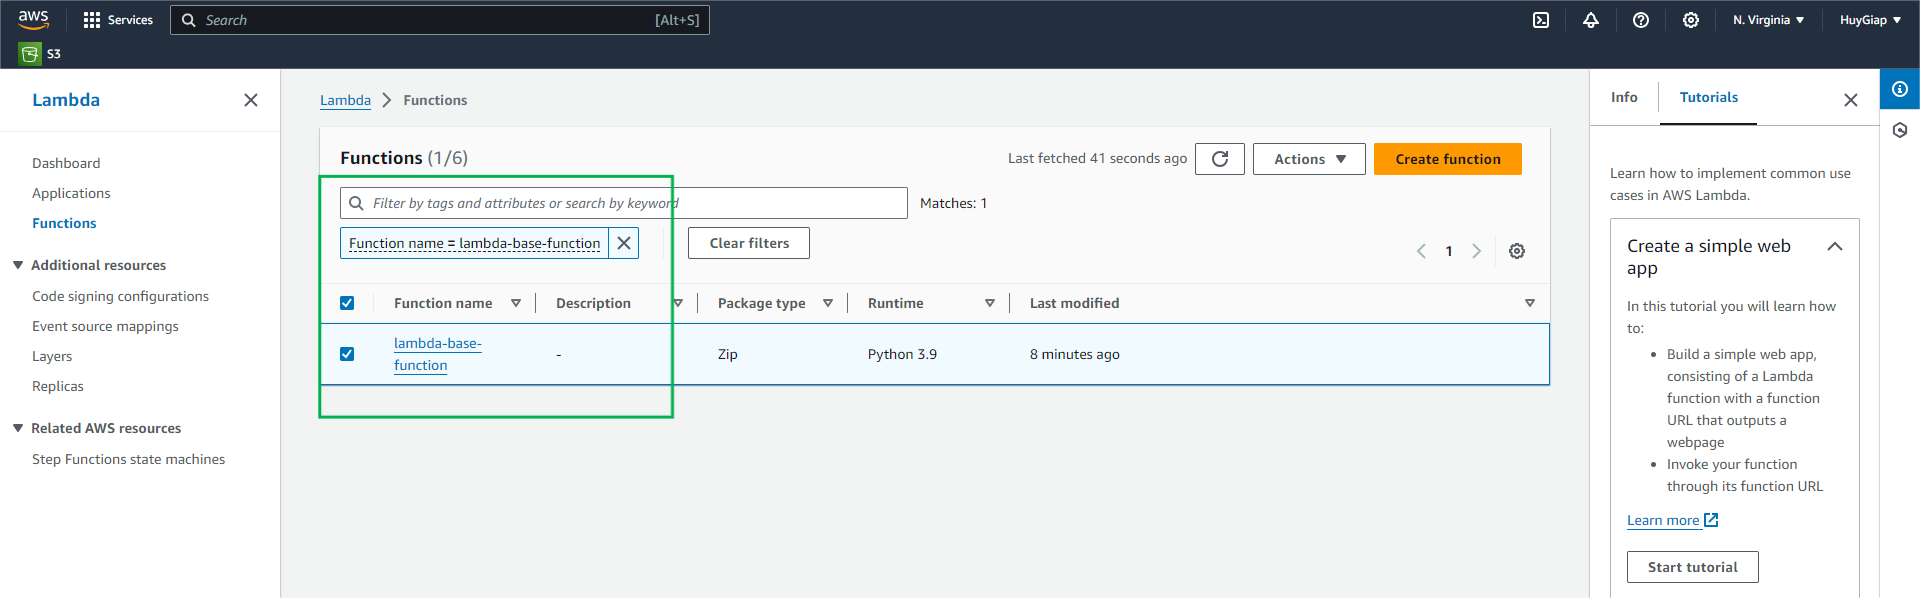 aws
Services
Search
[Alt+S]
N. Virginia
HuyGiap
S3
Lambda
Dashboard
Applications
Functions
Additional resources
Code signing configurations
Event source mappings
Layers
Replicas
Related AWS resources
Step Functions state machines
Lambda
Functions
Functions (1/6)
Last fetched 41 seconds ago
Actions
Create function
Filter by tags and attributes or search by keyword
Matches: 1
Function name = lambda-base-function
Clear filters
1
Function name
Description
Package type
Runtime
Last modified
lambda-base-
function
-
Zip
Python 3.9
8 minutes ago
Info
Tutorials
Learn how to implement common use
cases in AWS Lambda.
Create a simple web
app
In this tutorial you will learn how
to:
• Build a simple web app,
consisting of a Lambda
function with a function
URL that outputs a
webpage
• Invoke your function
through its function URL
Learn more
Start tutorial